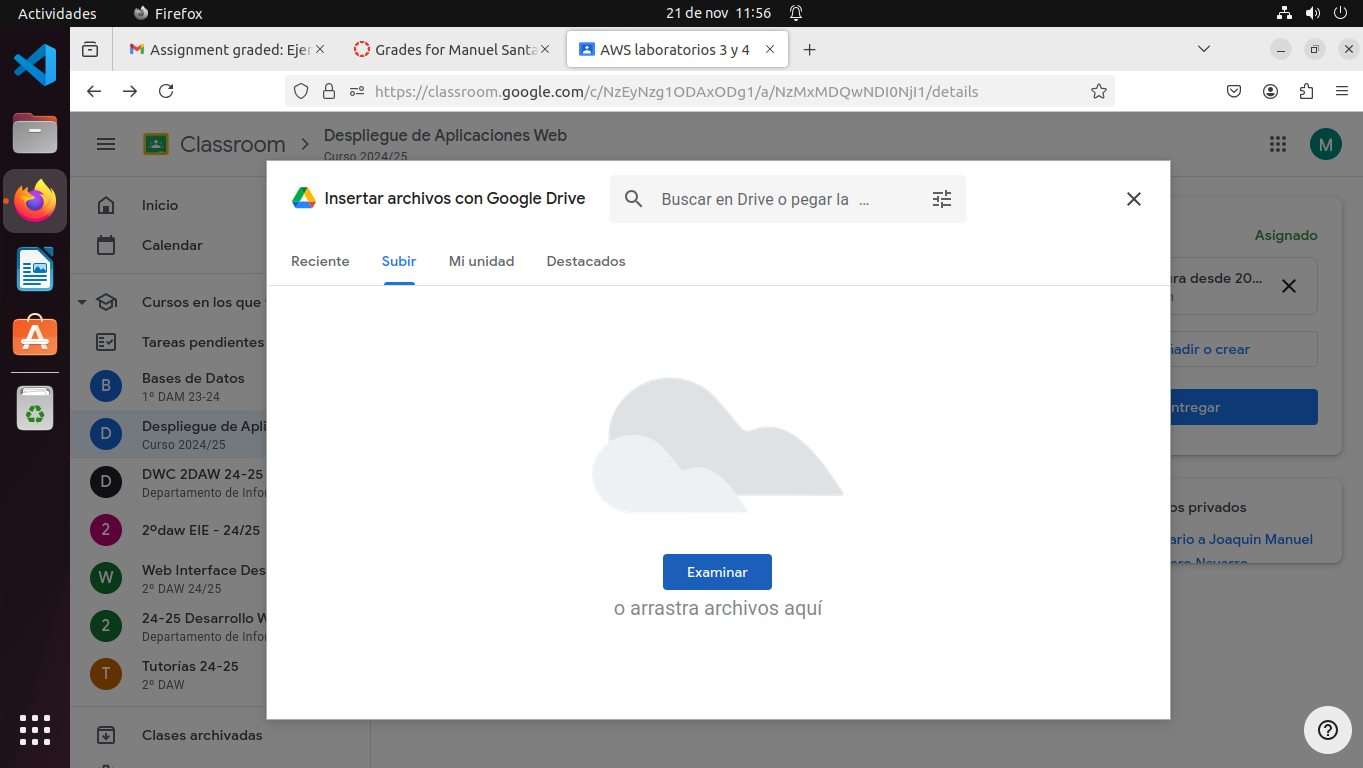 Actividades
Firefox
21 de nov 11:56
Assignment graded: Ejer
Grades for Manuel Santa
AWS laboratorios 3 y 4
https://classroom.google.com/c/NzEyNzg1ODAxODg1/a/NzMxMDQwNDI0NjI1/details
Classroom
Despliegue de Aplicaciones Web
Curso 2024/25
M
Insertar archivos con Google Drive
Buscar en Drive o pegar la ...
Reciente
Subir
Mi unidad
Destacados
Examinar
o arrastra archivos aquí
Inicio
Calendar
Cursos en los que
Tareas pendientes
B
Bases de Datos
1º DAM 23-24
D
Despliegue de Apli
Curso 2024/25
D
DWC 2DAW 24-25
Departamento de Infor
2
2ºdaw EIE - 24/25
W
Web Interface Des
2º DAW 24/25
2
24-25 Desarrollo W
Departamento de Infor
T
Tutorías 24-25
2º DAW
Clases archivadas
Asignado
ura desde 20...
ñadir o crear
ntregar
os privados
ario a Joaquin Manuel
ero Navarro